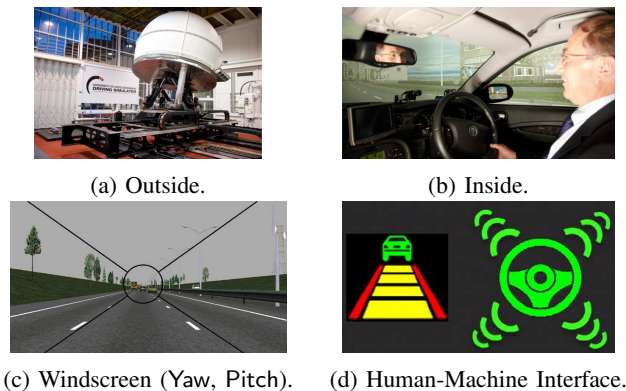 DRIVING SIMULATOR
(a) Outside.
(b) Inside.
(c) Windscreen (Yaw, Pitch).
(d) Human-Machine Interface.